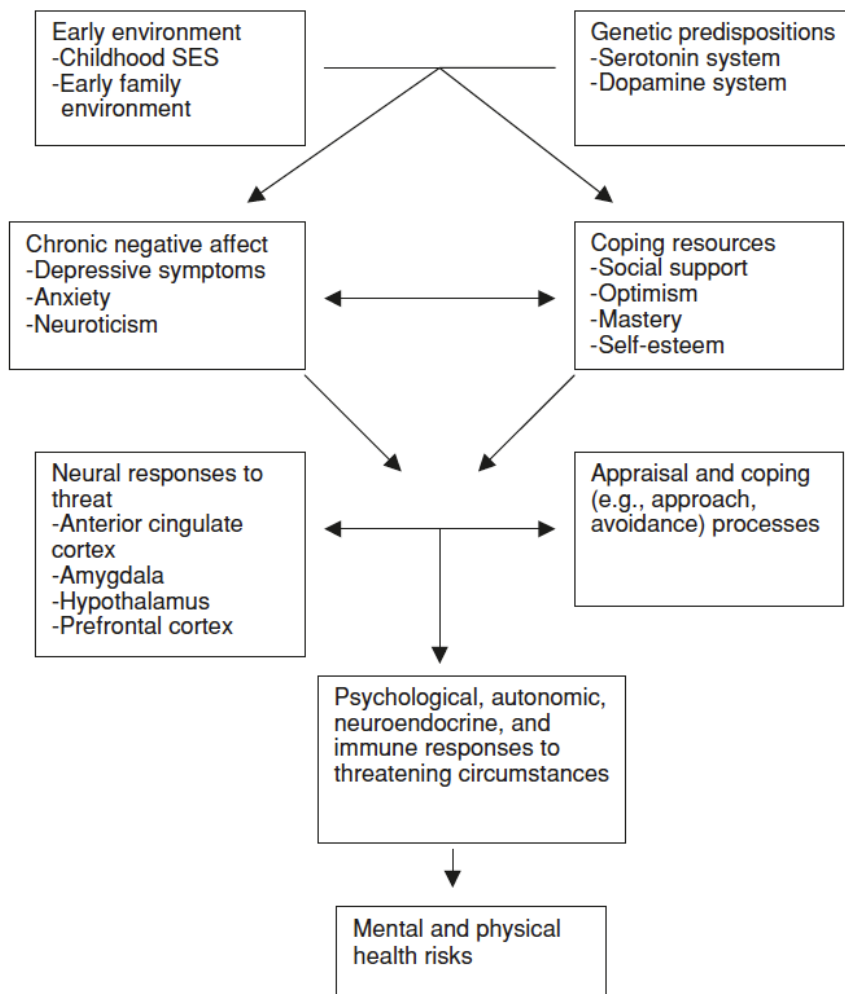 Early environment
-Childhood SES
-Early family
environment
Genetic predispositions
-Serotonin system
-Dopamine system
Chronic negative affect
-Depressive symptoms
-Anxiety
-Neuroticism
Coping resources
-Social support
-Optimism
-Mastery
-Self-esteem
Neural responses to
threat
-Anterior cingulate
cortex
-Amygdala
-Hypothalamus
-Prefrontal cortex
Appraisal and coping
(e.g., approach,
avoidance) processes
Psychological, autonomic,
neuroendocrine, and
immune responses to
threatening circumstances
Mental and physical
health risks